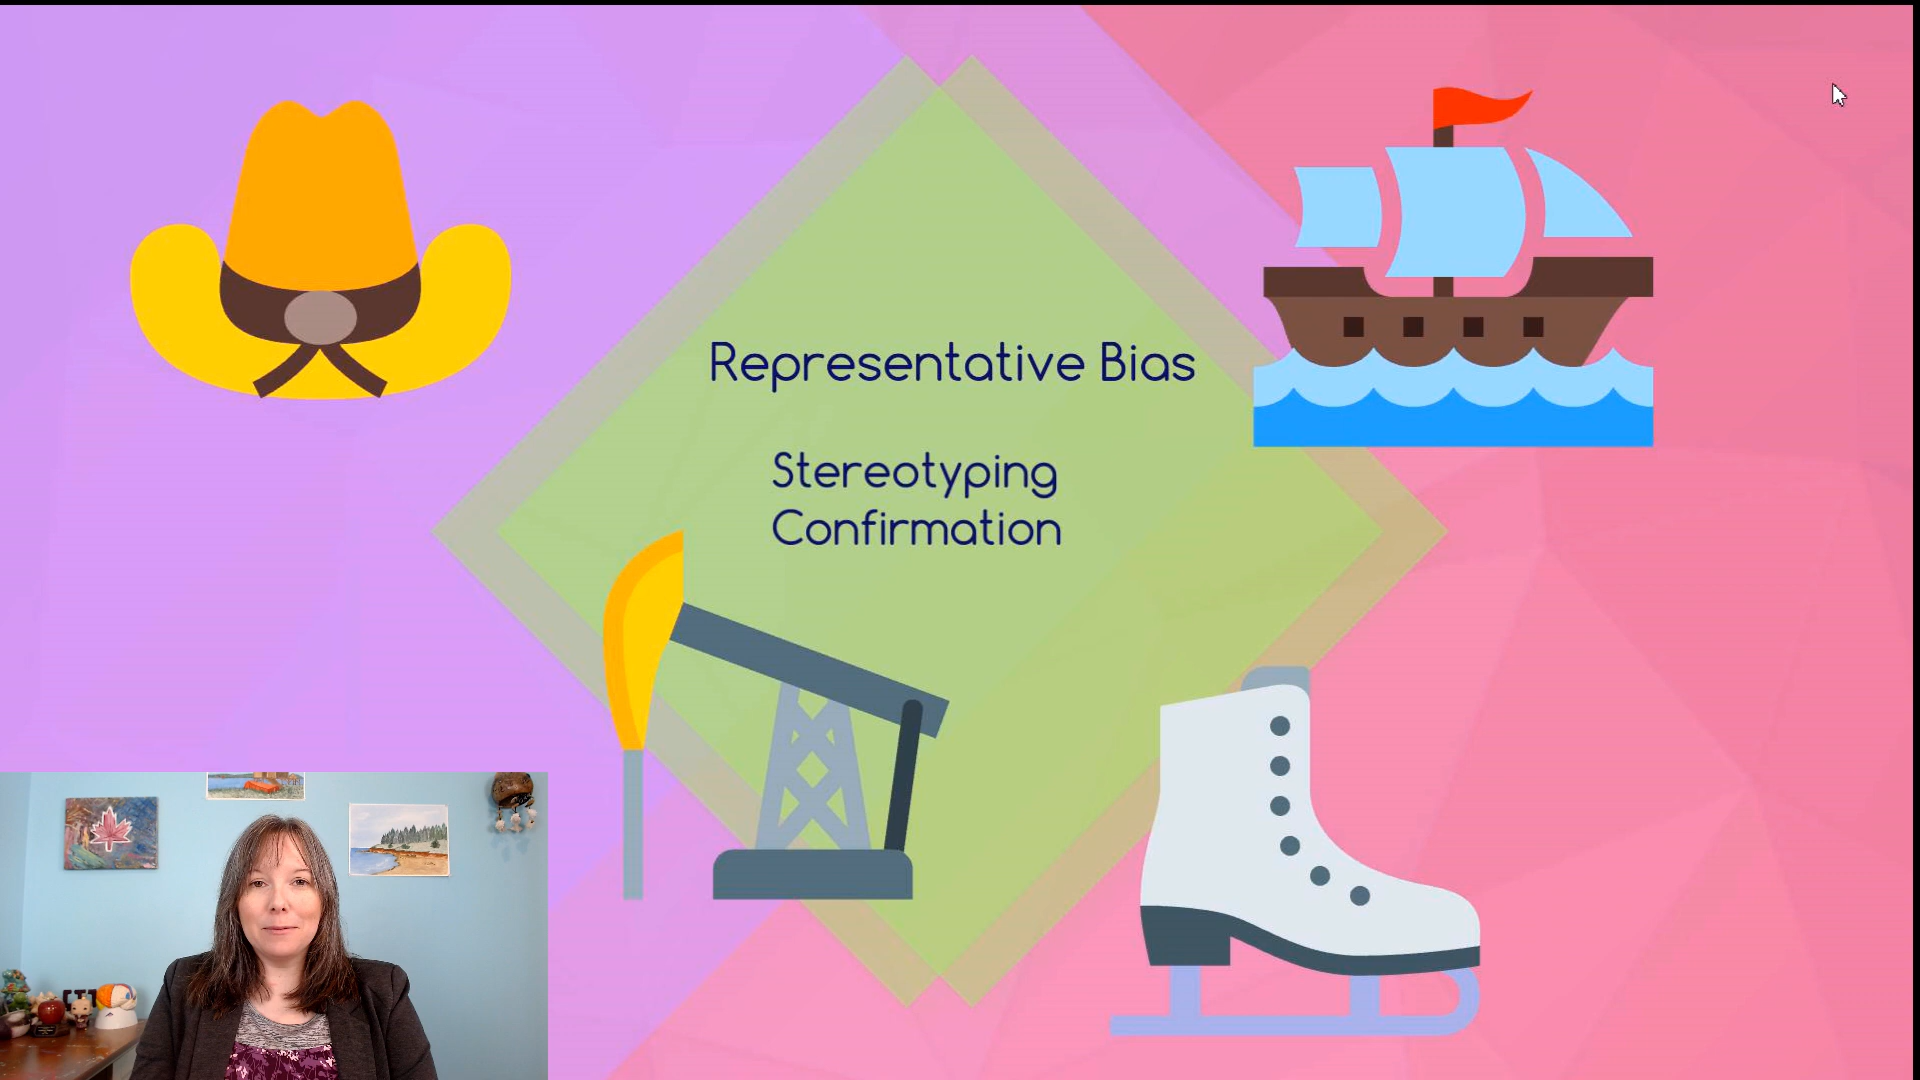 Representative Bias
Stereotyping
Confirmation